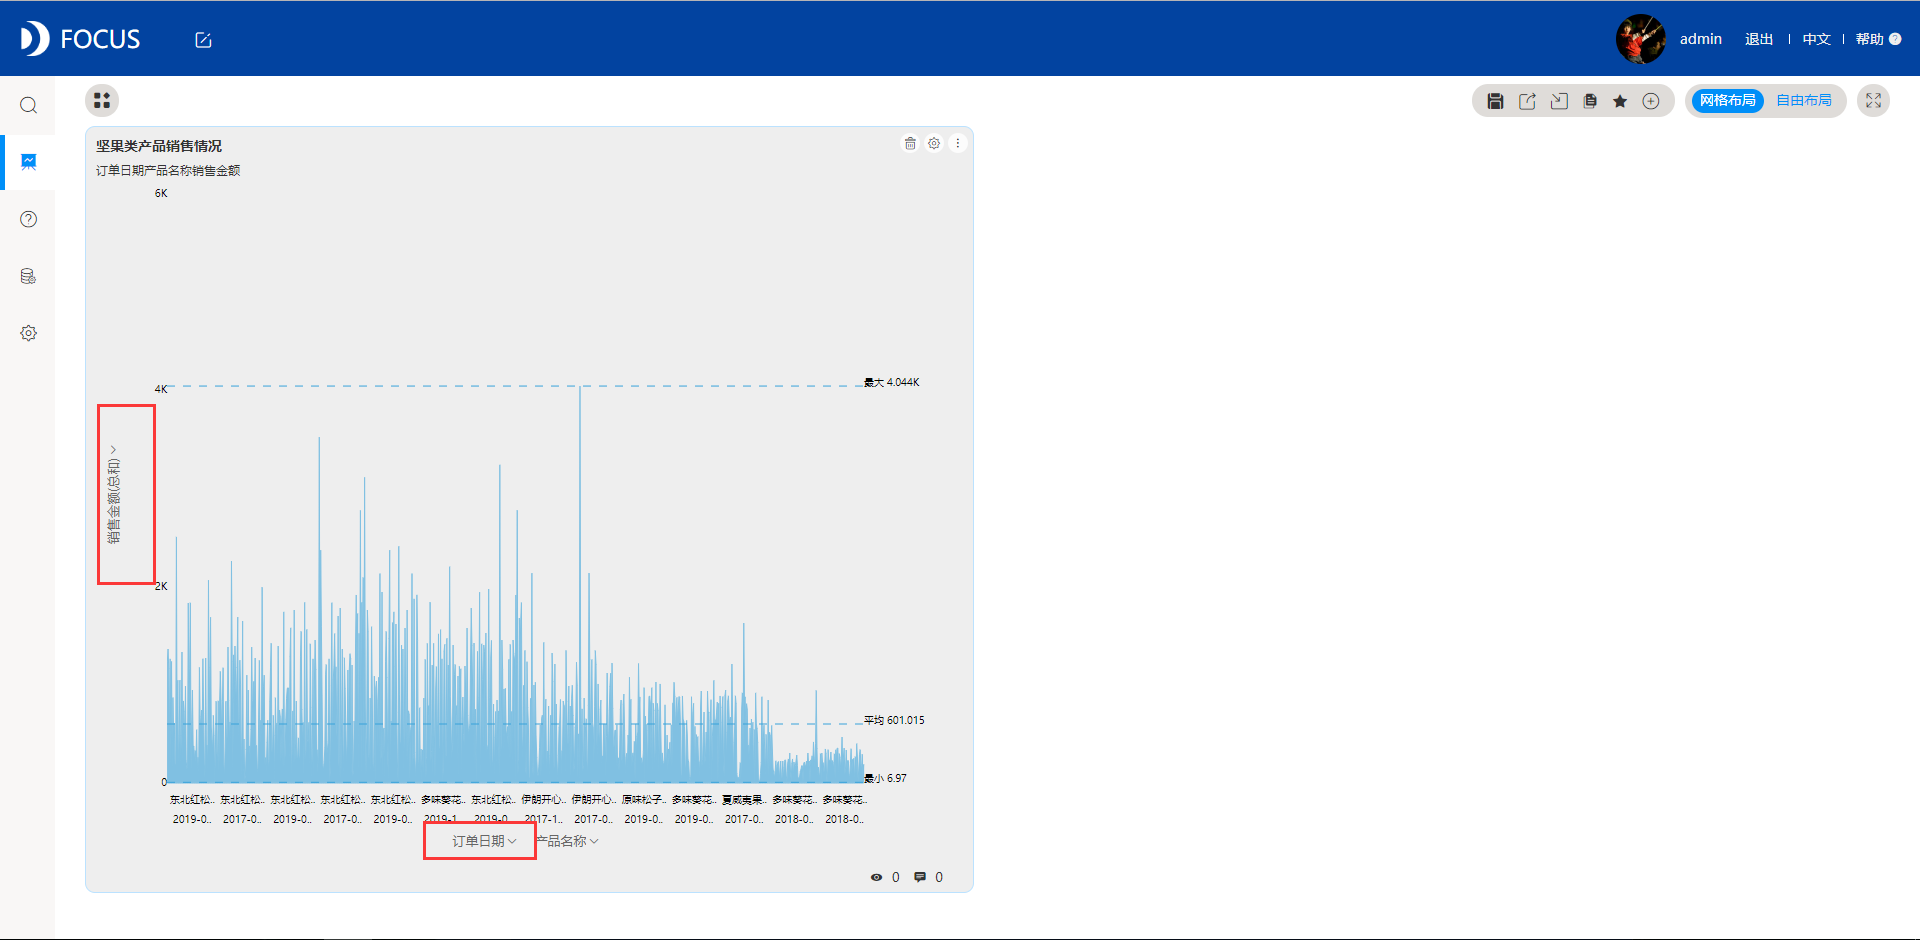 FOCUS
admin 退出 中文 帮助
网格布局 自由布局
坚果类产品销售情况
订单日期产品名称销售金额
6K
4K
最大 4.044K
销售金额(总和)
2K
平均 601.015
0
最小 6.97
东北红松.. 东北红松.. 东北红松.. 东北红松.. 东北红松.. 多味葵花.. 东北红松.. 伊朗开心.. 伊朗开心.. 原味松子.. 多味葵花.. 夏威夷果.. 多味葵花.. 多味葵花..
2019-0.. 2017-0.. 2019-0.. 2017-0.. 2019-0.. 2019-1.. 2019-0.. 2017-1.. 2017-0.. 2019-0.. 2019-0.. 2017-0.. 2018-0.. 2018-0..
订单日期 产品名称
0 0